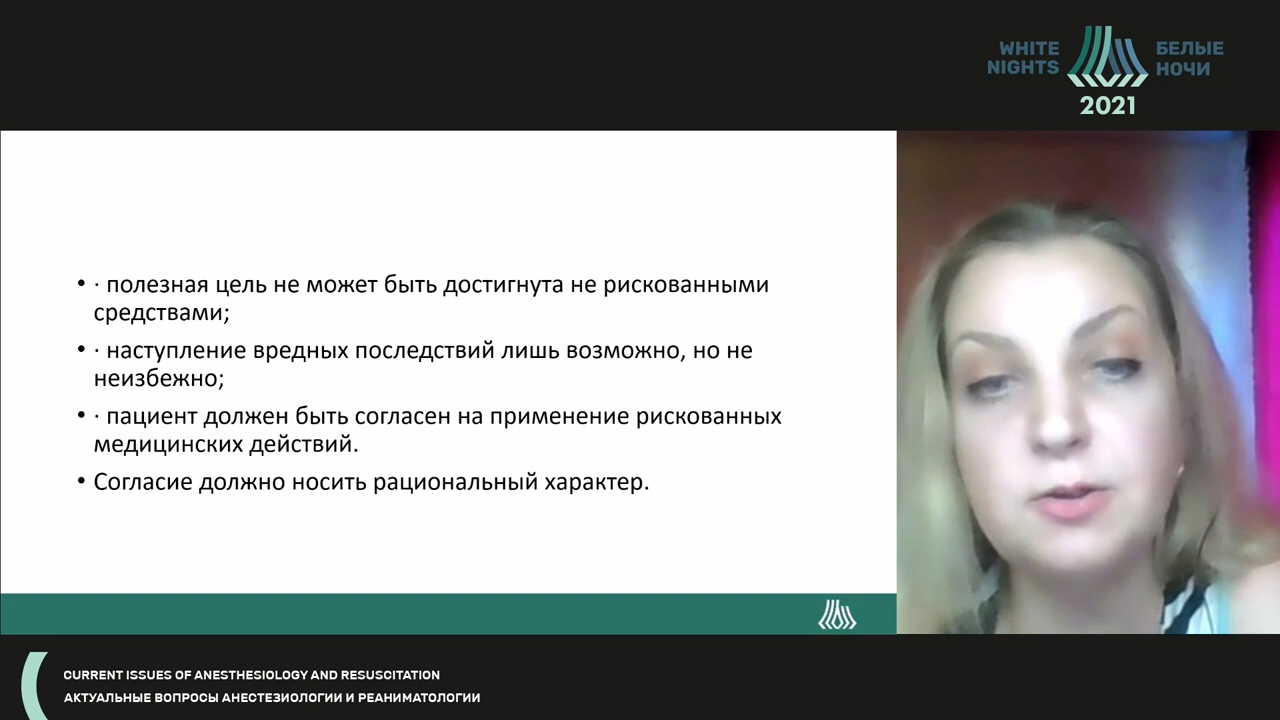 WHITE
NIGHTS
БЕЛЫЕ
НОЧИ
2021
• · полезная цель не может быть достигнута не рискованными
средствами;
• · наступление вредных последствий лишь возможно, но не
неизбежно;
• · пациент должен быть согласен на применение рискованных
медицинских действий.
• Согласие должно носить рациональный характер.
CURRENT ISSUES OF ANESTHESIOLOGY AND RESUSCITATION
АКТУАЛЬНЫЕ ВОПРОСЫ АНЕСТЕЗИОЛОГИИ И РЕАНИМАТОЛОГИИ